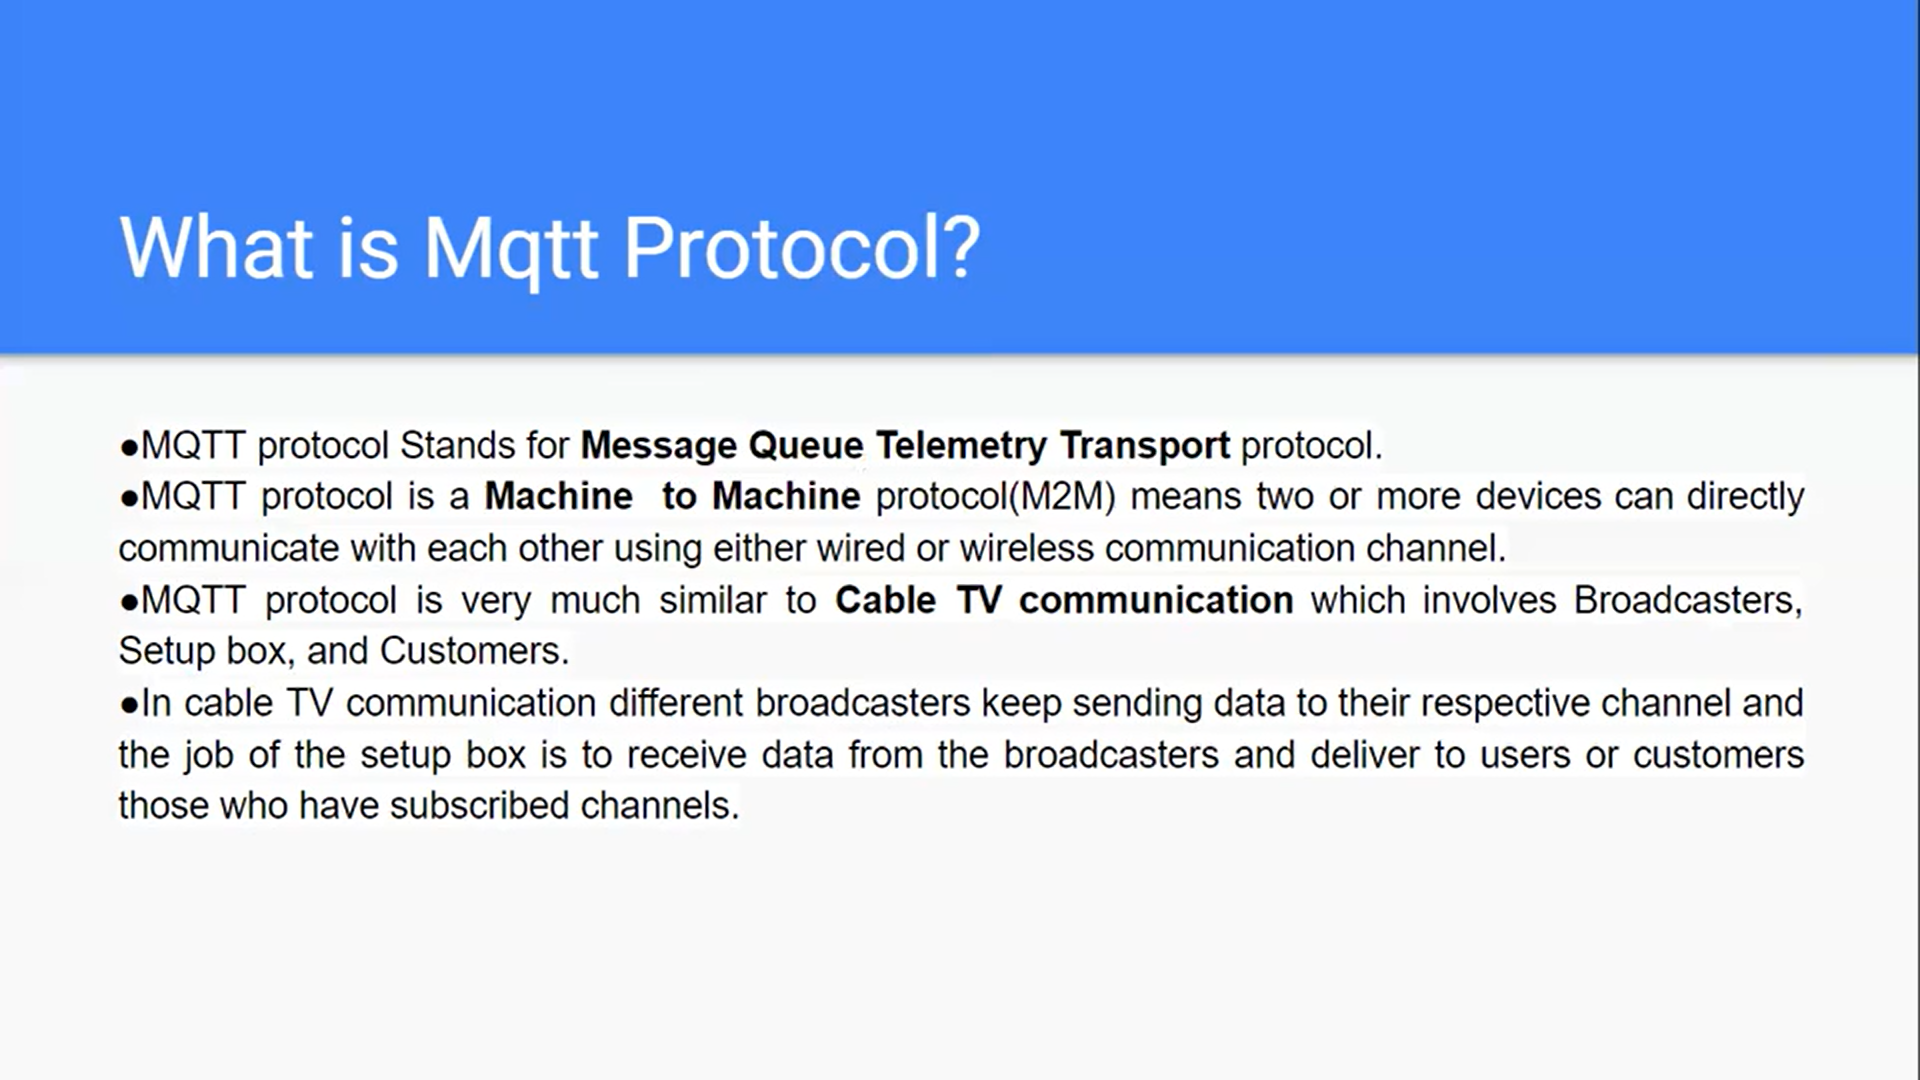 What is Mqtt Protocol?
●MQTT protocol Stands for Message Queue Telemetry Transport protocol.
●MQTT protocol is a Machine to Machine protocol(M2M) means two or more devices can directly
communicate with each other using either wired or wireless communication channel.
●MQTT protocol is very much similar to Cable TV communication which involves Broadcasters,
Setup box, and Customers.
●In cable TV communication different broadcasters keep sending data to their respective channel and
the job of the setup box is to receive data from the broadcasters and deliver to users or customers
those who have subscribed channels.